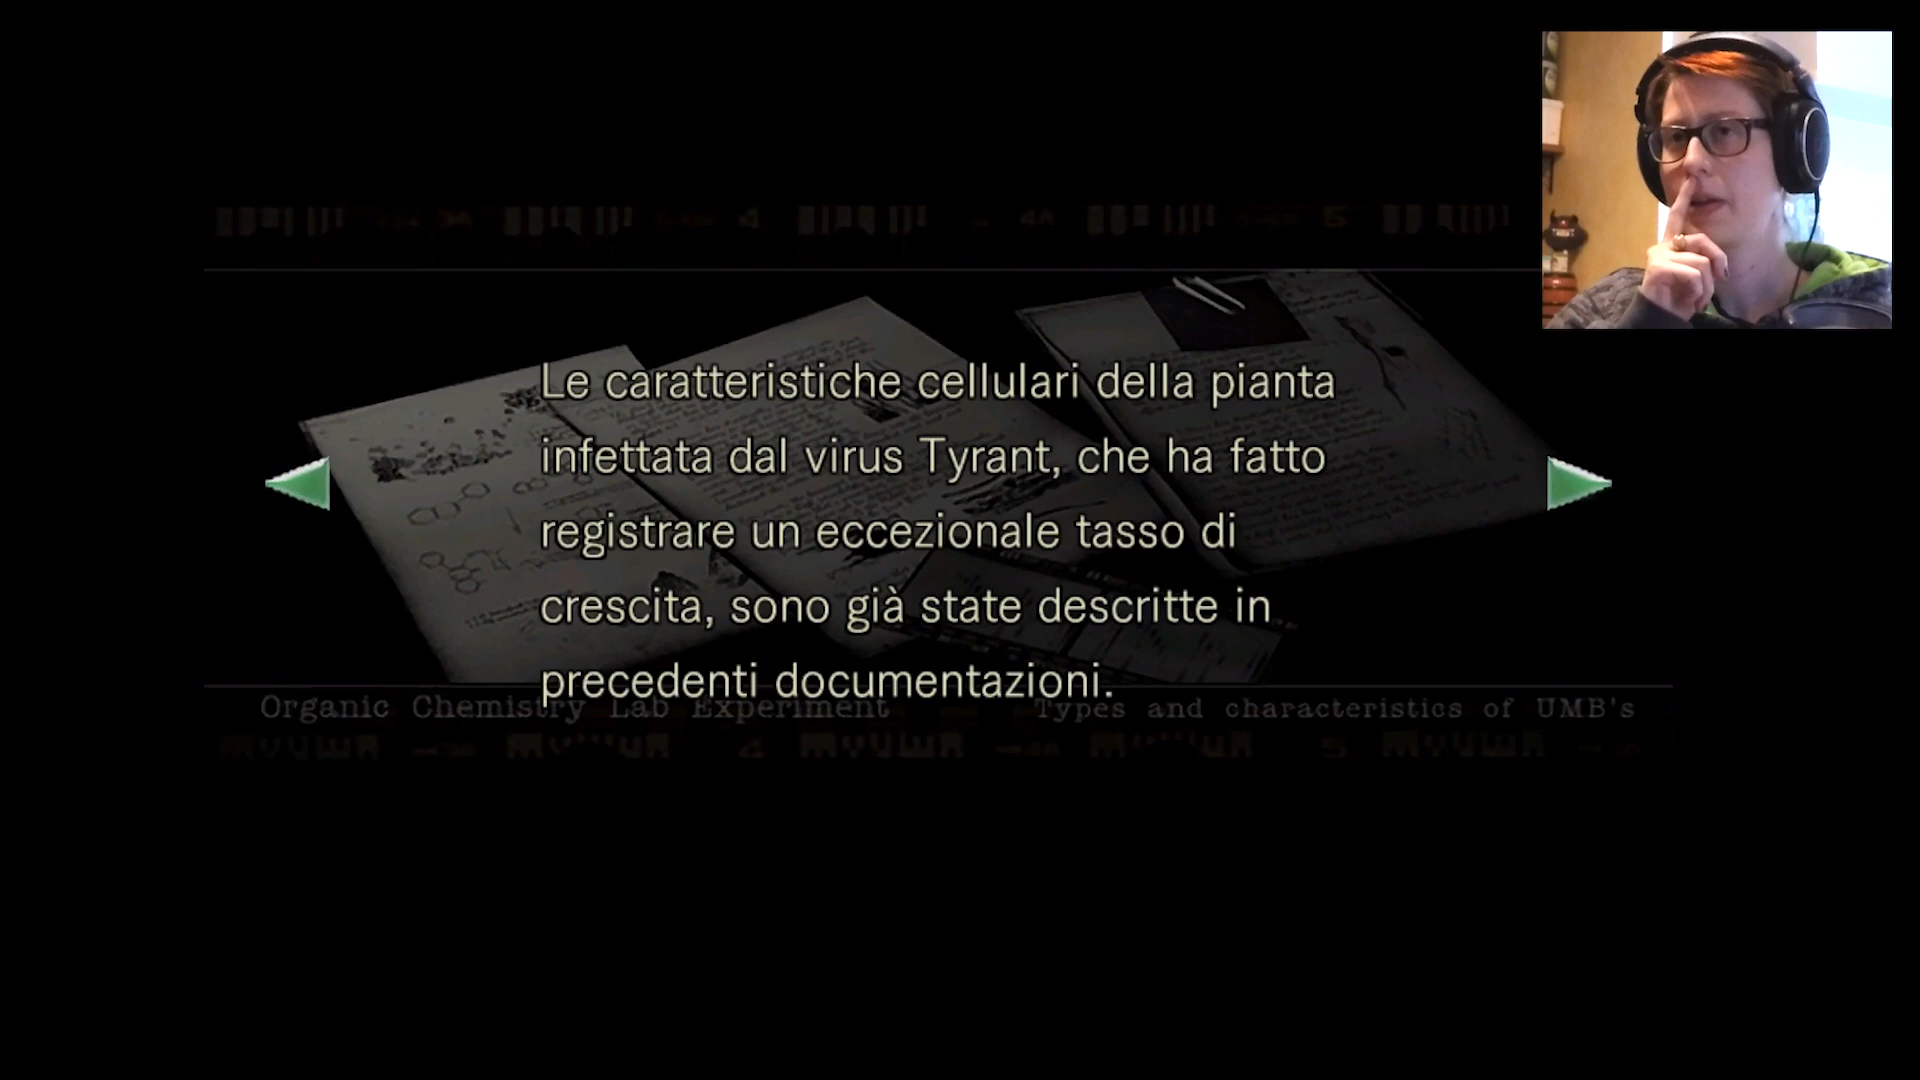 Le caratteristiche cellulari della pianta
infettata dal virus Tyrant, che ha fatto
registrare un eccezionale tasso di
crescita, sono già state descritte in
precedenti documentazioni.
Organic Chemistry Lab Experiment
Types and characteristics of UMB's